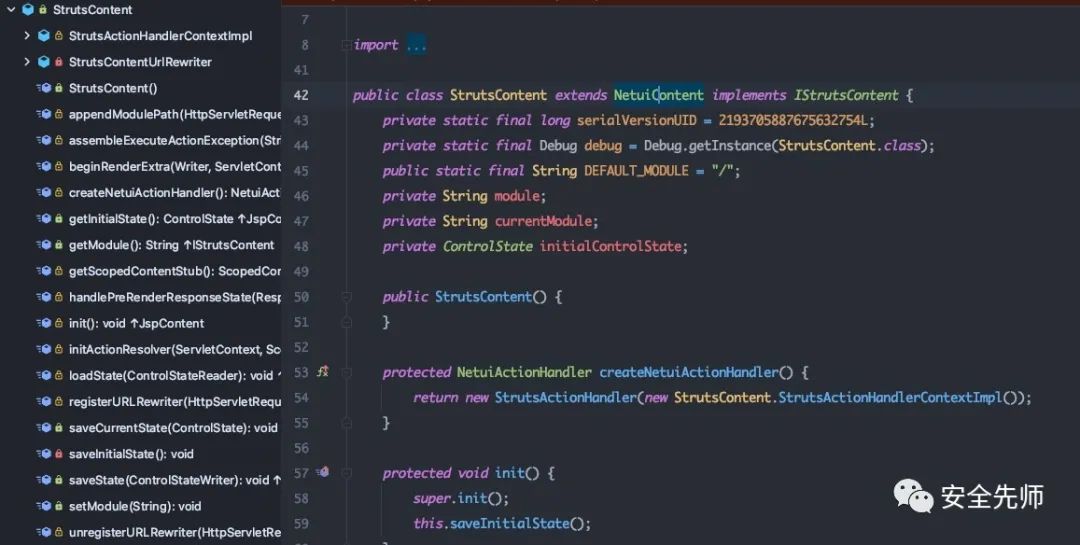 StrutsContent
StrutsActionHandlerContextImpl
StrutsContentUrlRewriter
StrutsContent()
appendModulePath(HttpServletReque
assembleExecuteActionException(Str
beginRenderExtra(Writer, ServletCont
createNetuiActionHandler(): NetuiAct
getInitialState(): ControlState ↑JspCo
getModule(): String ↑IStrutsContent
getScopedContentStub(): ScopedCon
handlePreRenderResponseState(Resp
init(): void ↑JspContent
initActionResolver(ServletContext, Sco
loadState(ControlStateReader): void ↑
registerURLRewriter(HttpServletRequ
saveCurrentState(ControlState): void
saveInitialState(): void
saveState(ControlStateWriter): void ↑
setModule(String): void
unregisterURLRewriter(HttpServletRe
7
8 import ...
41
42 public class StrutsContent extends NetuiContent implements IStrutsContent {
43 private static final long serialVersionUID = 2193705887675632754L;
44 private static final Debug debug = Debug.getInstance(StrutsContent.class);
45 public static final String DEFAULT_MODULE = "/";
46 private String module;
47 private String currentModule;
48 private ControlState initialControlState;
49
50 public StrutsContent() {
51 }
52
53 protected NetuiActionHandler createNetuiActionHandler() {
54 return new StrutsActionHandler(new StrutsContent.StrutsActionHandlerContextImpl());
55 }
56
57 protected void init() {
58 super.init();
59 this.saveInitialState();
安全先师